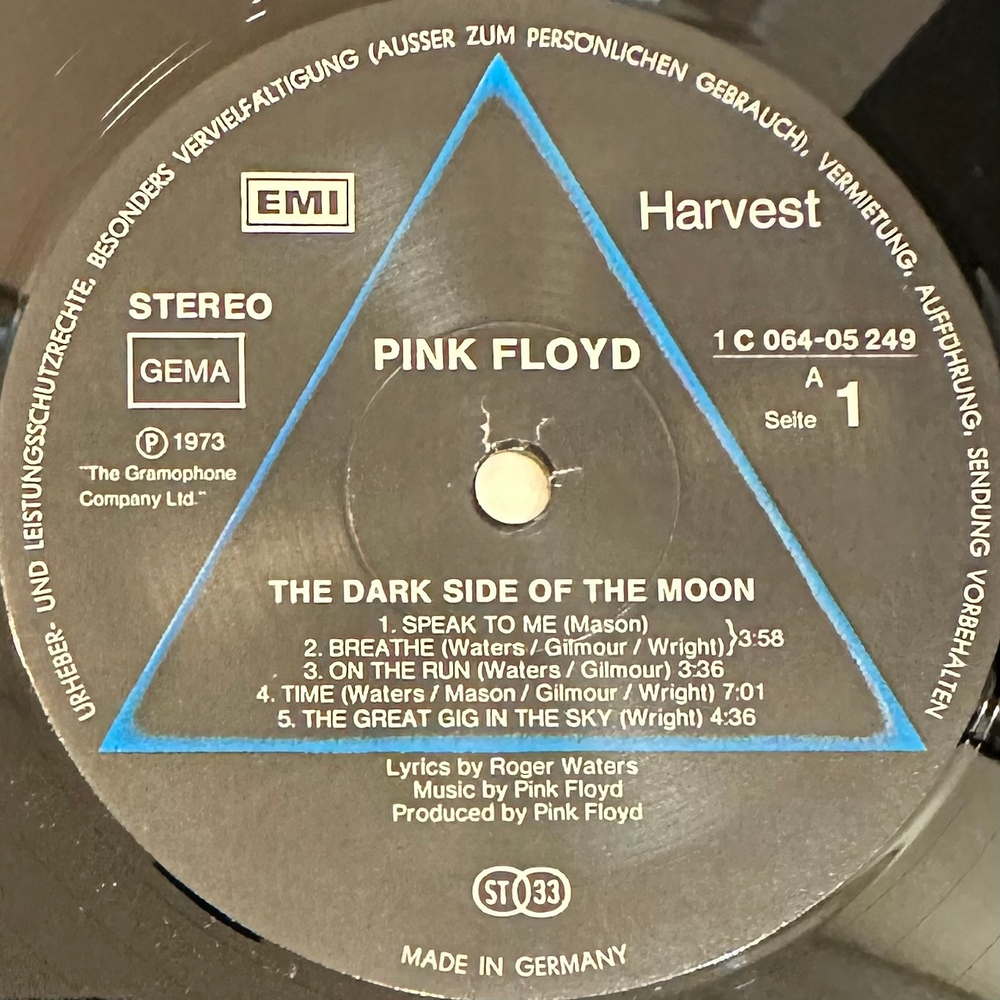 URHEBER- UND LEISTUNGSSCHUTZRECHTE, BESONDERS VERVIELFÄLTIGUNG (AUSSER ZUM PERSÖNLICHEN GEBRAUCH), VERMIETUNG, AUFFÜHRUNG, SENDUNG VORBEHALTEN
EMI
Harvest
STEREO
GEMA
Ⓟ 1973
"The Gramophone
Company Ltd."
PINK FLOYD
1 C 064-05 249
A
Seite 1
THE DARK SIDE OF THE MOON
1. SPEAK TO ME (Mason)
2. BREATHE (Waters / Gilmour / Wright) }3:58
3. ON THE RUN (Waters / Gilmour) 3:36
4. TIME (Waters / Mason / Gilmour / Wright) 7:01
5. THE GREAT GIG IN THE SKY (Wright) 4:36
Lyrics by Roger Waters
Music by Pink Floyd
Produced by Pink Floyd
ST 33
MADE IN GERMANY